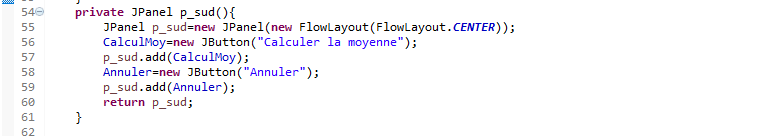 54 private JPanel p_sud(){
55 JPanel p_sud=new JPanel(new FlowLayout(FlowLayout.CENTER));
56 CalculMoy=new JButton("Calculer la moyenne");
57 p_sud.add(CalculMoy);
58 Annuler=new JButton("Annuler");
59 p_sud.add(Annuler);
60 return p_sud;
61 }
62